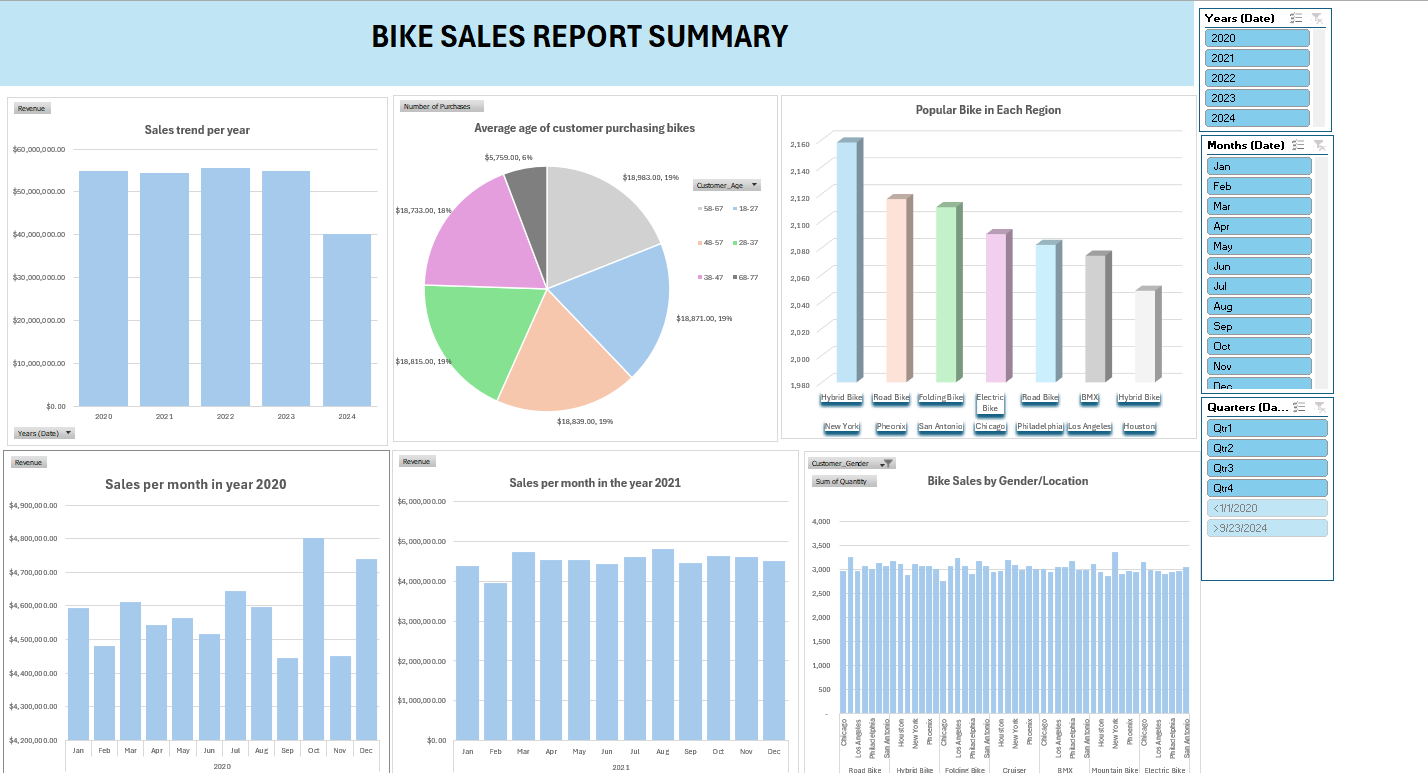 BIKE SALES REPORT SUMMARY
Revenue
Sales trend per year
$60,000,000.00
$50,000,000.00
$40,000,000.00
$30,000,000.00
$20,000,000.00
$10,000,000.00
$0.00
2020 2021 2022 2023 2024
Years (Date)
Number of Purchases
Average age of customer purchasing bikes
$5,759.00, 6%
$18,983.00, 19%
$18,733.00, 18%
$18,871.00, 19%
$18,815.00, 19%
$18,839.00, 19%
Customer_Age
58-67 18-27
48-57 28-37
38-47 68-77
Popular Bike in Each Region
2,160
2,140
2,120
2,100
2,080
2,060
2,040
2,020
2,000
1,980
Hybrid Bike Road Bike Folding Bike Electric Bike Road Bike BMX Hybrid Bike
New York Pheonix San Antonio Chicago Philadelphia Los Angeles Houston
Revenue
Sales per month in year 2020
$4,900,000.00
$4,800,000.00
$4,700,000.00
$4,600,000.00
$4,500,000.00
$4,400,000.00
$4,300,000.00
$4,200,000.00
Jan Feb Mar Apr May Jun Jul Aug Sep Oct Nov Dec
2020
Revenue
Sales per month in the year 2021
$6,000,000.00
$5,000,000.00
$4,000,000.00
$3,000,000.00
$2,000,000.00
$1,000,000.00
$0.00
Jan Feb Mar Apr May Jun Jul Aug Sep Oct Nov Dec
2021
Customer_Gender
Sum of Quantity
Bike Sales by Gender/Location
4,000
3,500
3,000
2,500
2,000
1,500
1,000
500
-
Chicago Los Angeles Philadelphia San Antonio Houston New York Phoenix Chicago Los Angeles Philadelphia San Antonio Houston New York Phoenix Chicago Los Angeles Philadelphia San Antonio Houston New York Phoenix Chicago Los Angeles Philadelphia San Antonio
Road Bike Hybrid Bike Folding Bike Cruiser BMX Mountain Bike Electric Bike
Years (Date)
2020
2021
2022
2023
2024
Months (Date)
Jan
Feb
Mar
Apr
May
Jun
Jul
Aug
Sep
Oct
Nov
Dec
Quarters (Da...
Qtr1
Qtr2
Qtr3
Qtr4
<1/1/2020
>9/23/2024